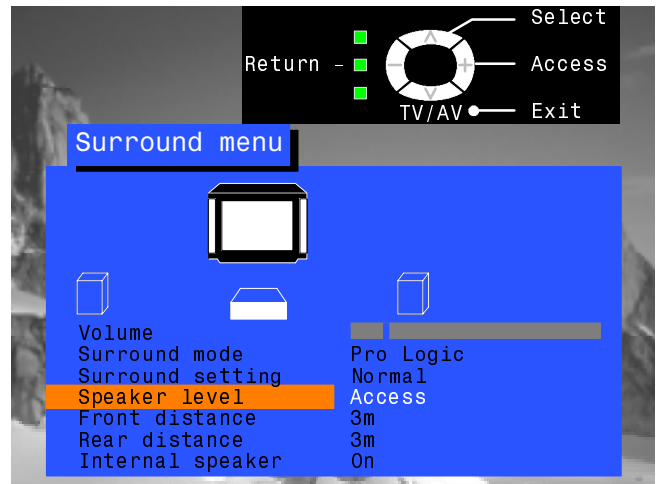 Select
Return - Access
TV/AV Exit
Surround menu
Volume
Surround mode Pro Logic
Surround setting Normal
Speaker level Access
Front distance 3m
Rear distance 3m
Internal speaker On